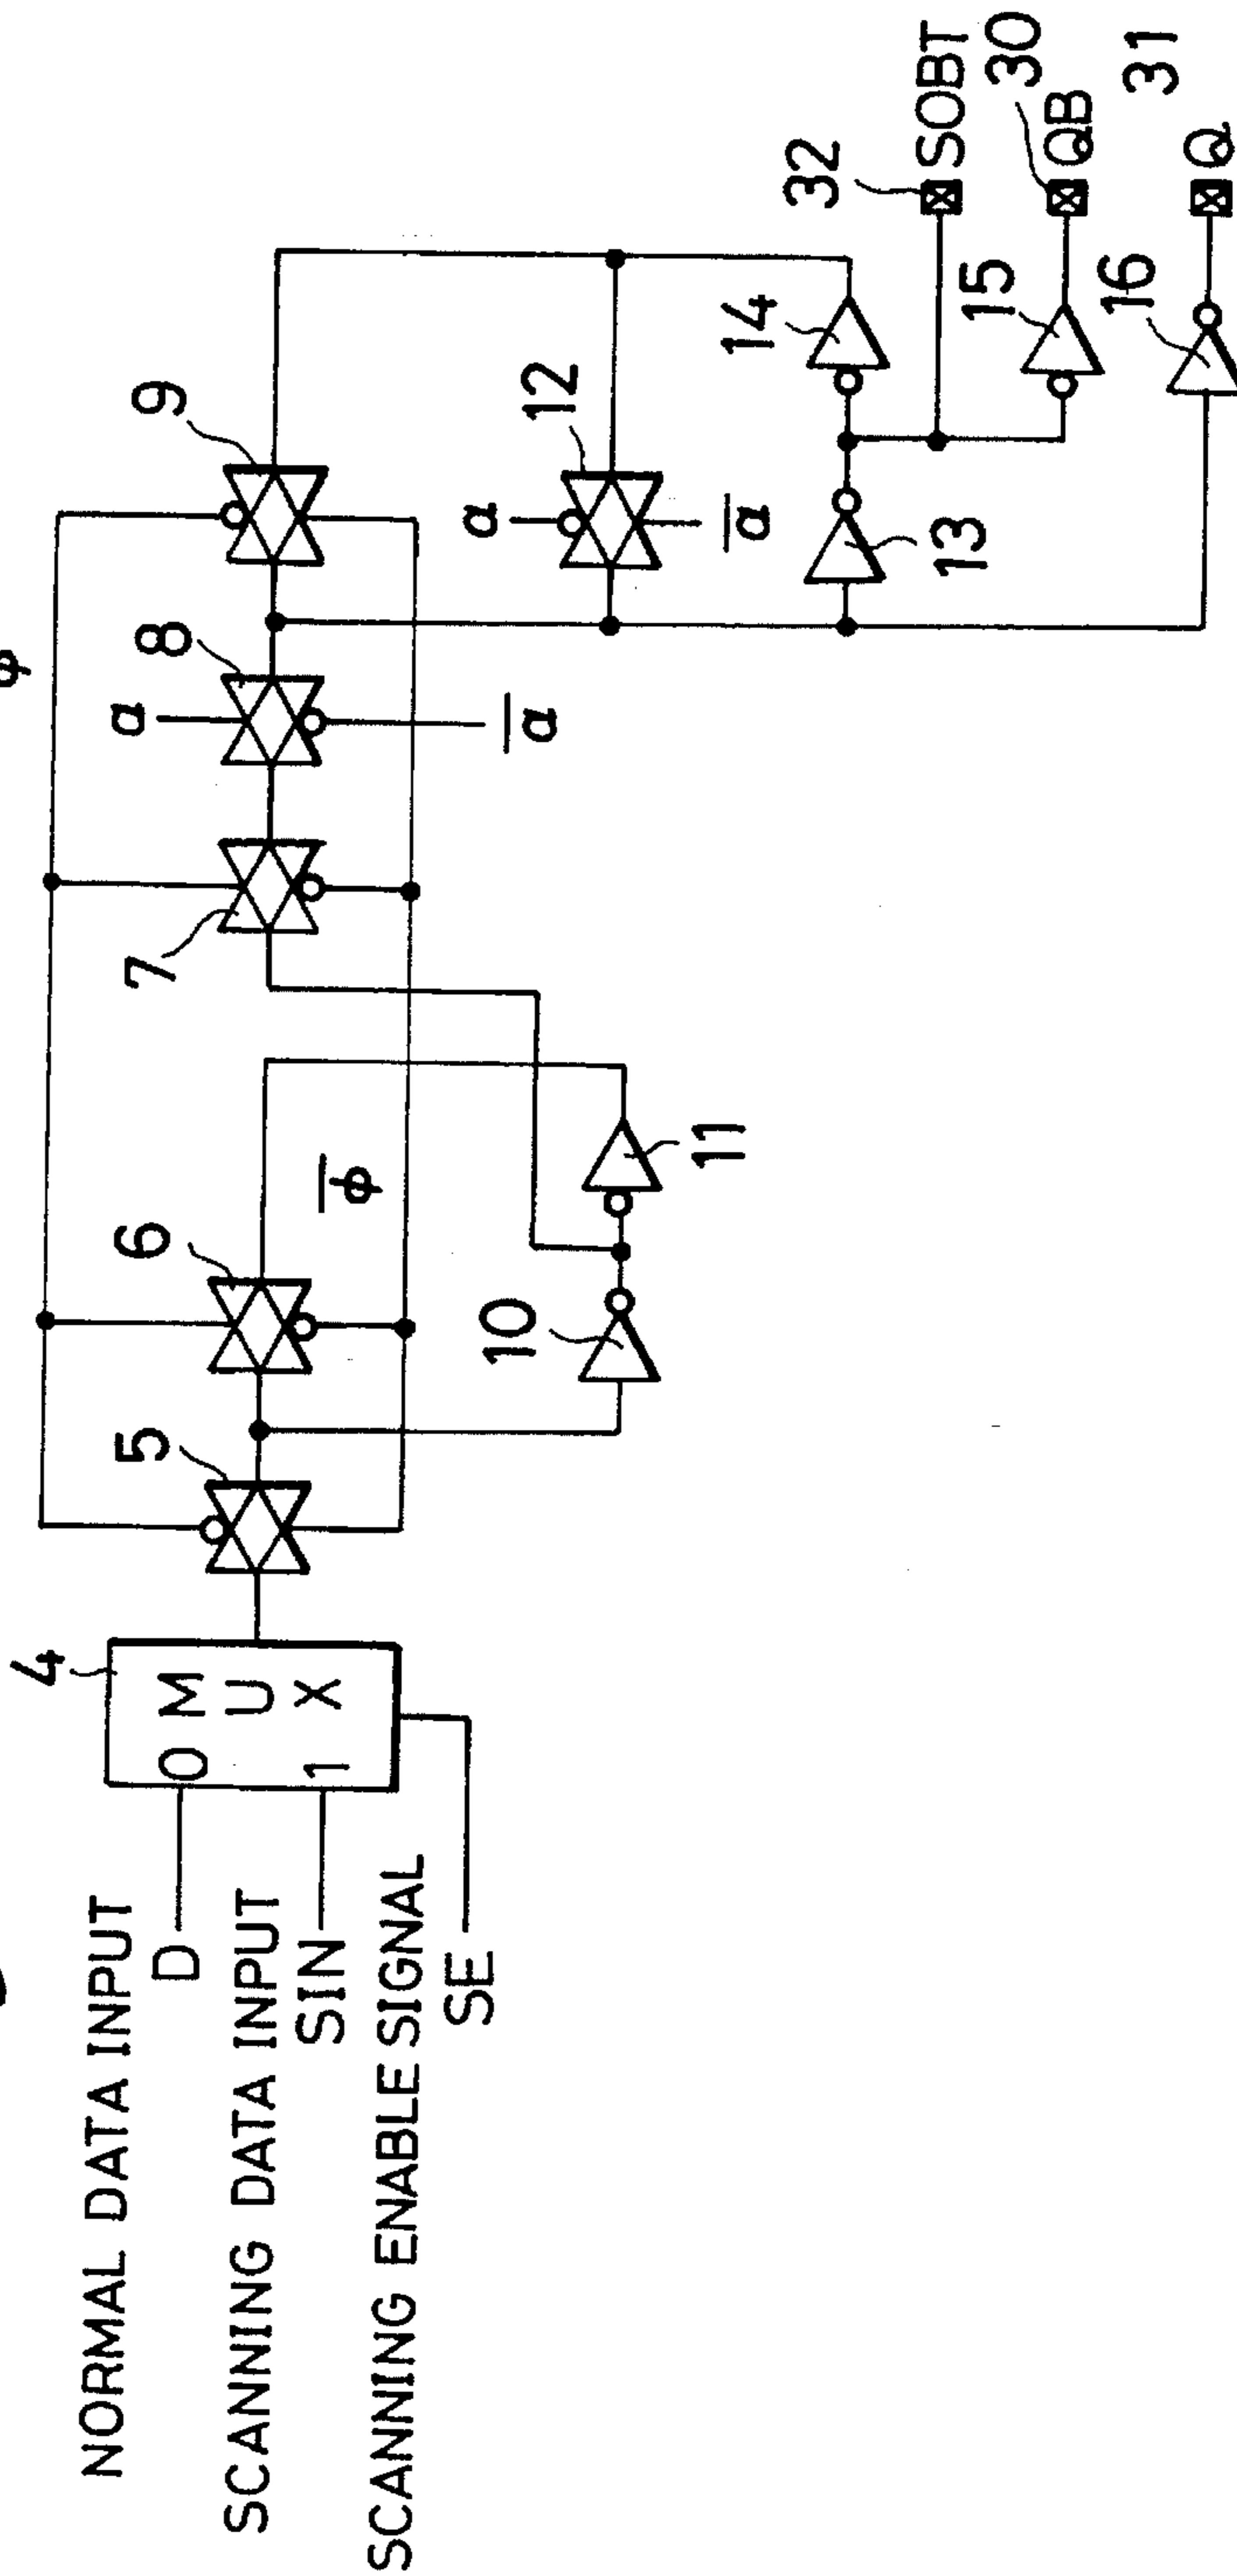 NORMAL DATA INPUT
D
SCANNING DATA INPUT
SIN
SCANNING ENABLE SIGNAL
SE
4
0 M
U
1 X
5
6
7
8
9
ϕ
ϕ̅
a
a̅
10
11
12
a
a̅
13
14
15
16
32
SOBT
30
QB
31
Q